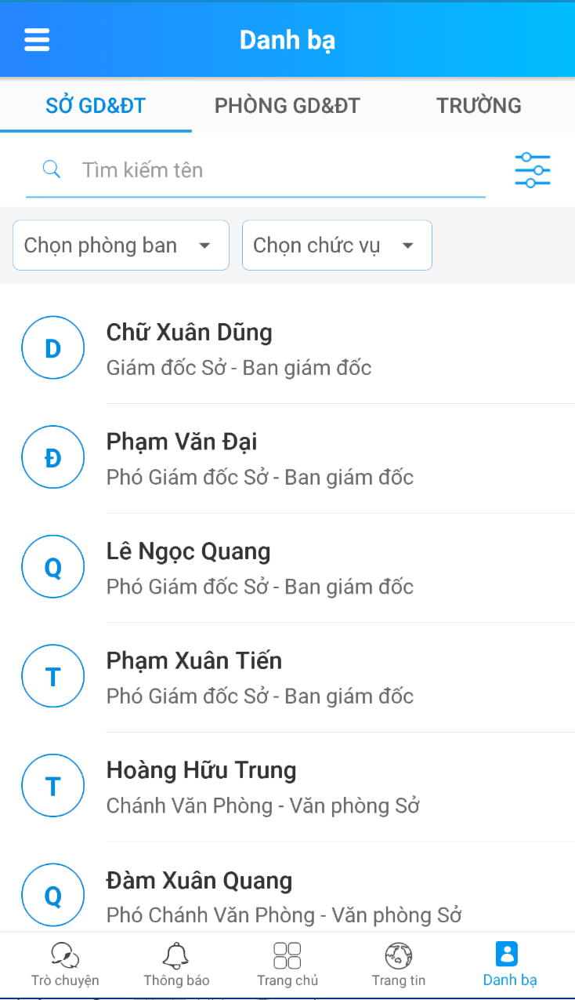 Danh bạ
SỞ GD&ĐT PHÒNG GD&ĐT TRƯỜNG
Tìm kiếm tên
Chọn phòng ban Chọn chức vụ
D
Chữ Xuân Dũng
Giám đốc Sở - Ban giám đốc
Đ
Phạm Văn Đại
Phó Giám đốc Sở - Ban giám đốc
Q
Lê Ngọc Quang
Phó Giám đốc Sở - Ban giám đốc
T
Phạm Xuân Tiến
Phó Giám đốc Sở - Ban giám đốc
T
Hoàng Hữu Trung
Chánh Văn Phòng - Văn phòng Sở
Q
Đàm Xuân Quang
Phó Chánh Văn Phòng - Văn phòng Sở
Trò chuyện Thông báo Trang chủ Trang tin Danh bạ